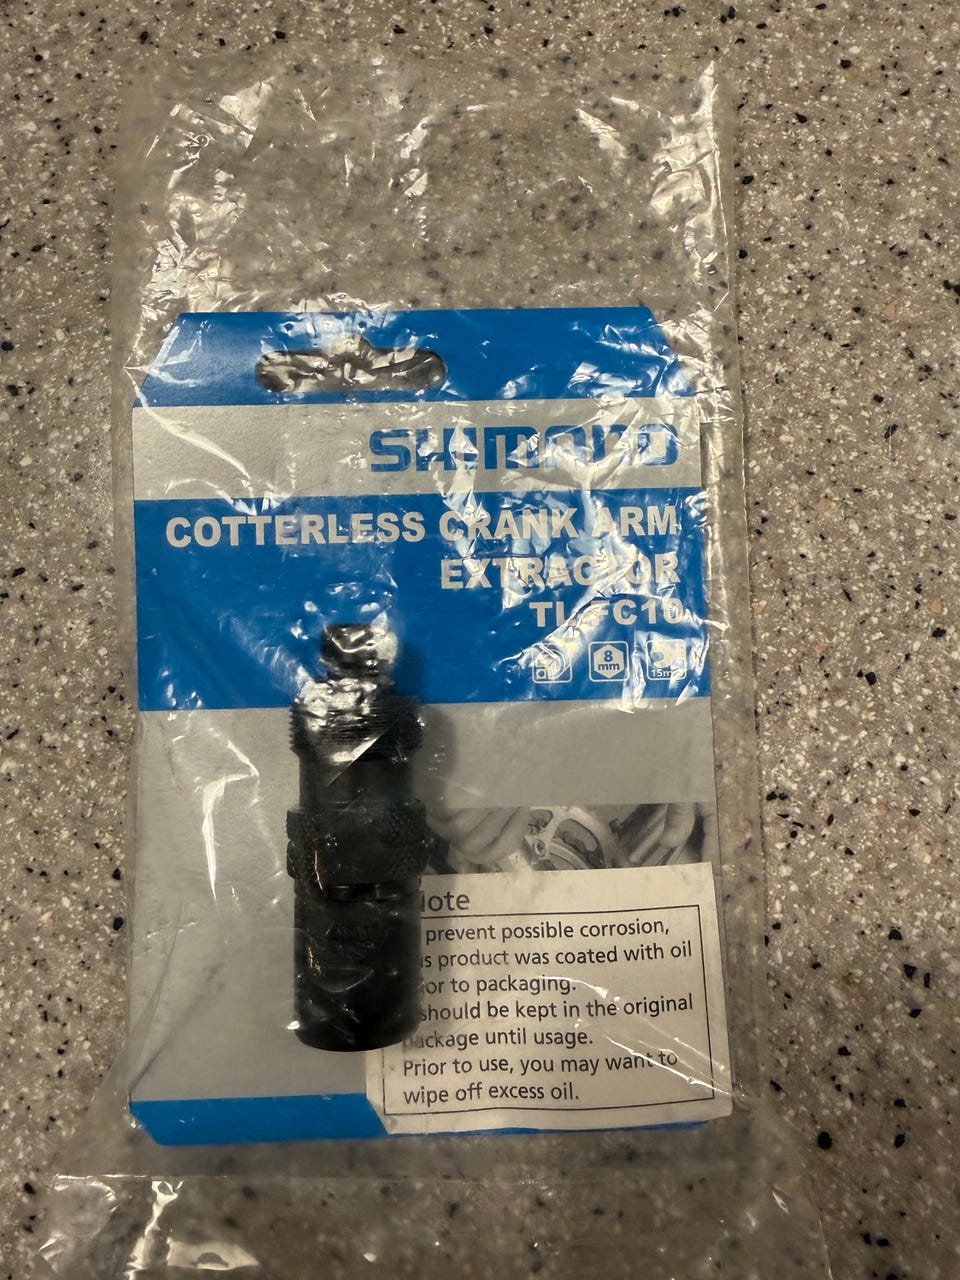 SHIMANO
COTTERLESS CRANK ARM
EXTRACTOR
TL-FC10
8
mm
prevent possible corrosion,
product was coated with oil
to packaging.
should be kept in the original
until usage.
Prior to use, you may want to
wipe off excess oil.